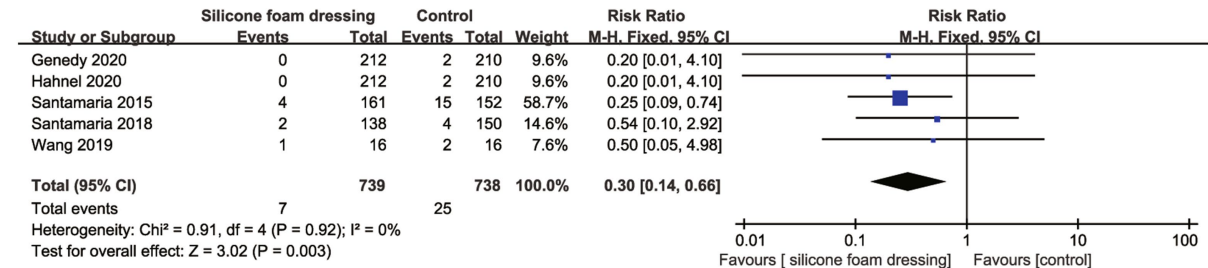 Silicone foam dressing Control Risk Ratio Risk Ratio
Study or Subgroup Events Total Events Total Weight M-H. Fixed. 95% CI M-H. Fixed. 95% CI
Genedy 2020 0 212 2 210 9.6% 0.20 [0.01, 4.10]
Hahnel 2020 0 212 2 210 9.6% 0.20 [0.01, 4.10]
Santamaria 2015 4 161 15 152 58.7% 0.25 [0.09, 0.74]
Santamaria 2018 2 138 4 150 14.6% 0.54 [0.10, 2.92]
Wang 2019 1 16 2 16 7.6% 0.50 [0.05, 4.98]
Total (95% CI) 739 738 100.0% 0.30 [0.14, 0.66]
Total events 7 25
Heterogeneity: Chi² = 0.91, df = 4 (P = 0.92); I² = 0%
Test for overall effect: Z = 3.02 (P = 0.003)
0.01 0.1 1 10 100
Favours [ silicone foam dressing] Favours [control]